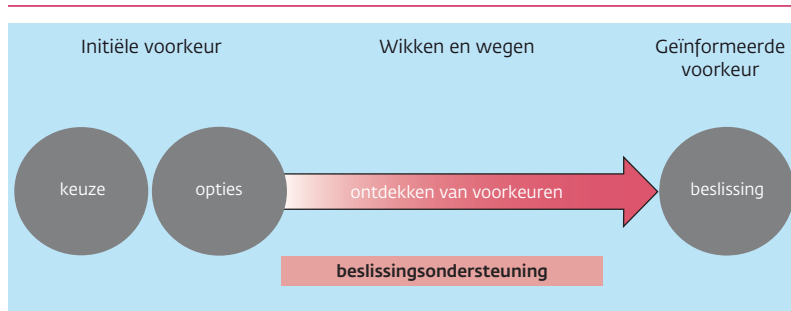 Initiële voorkeur
Wikken en wegen
Geïnformeerde
voorkeur
keuze
opties
ontdekken van voorkeuren
beslissing
beslissingsondersteuning